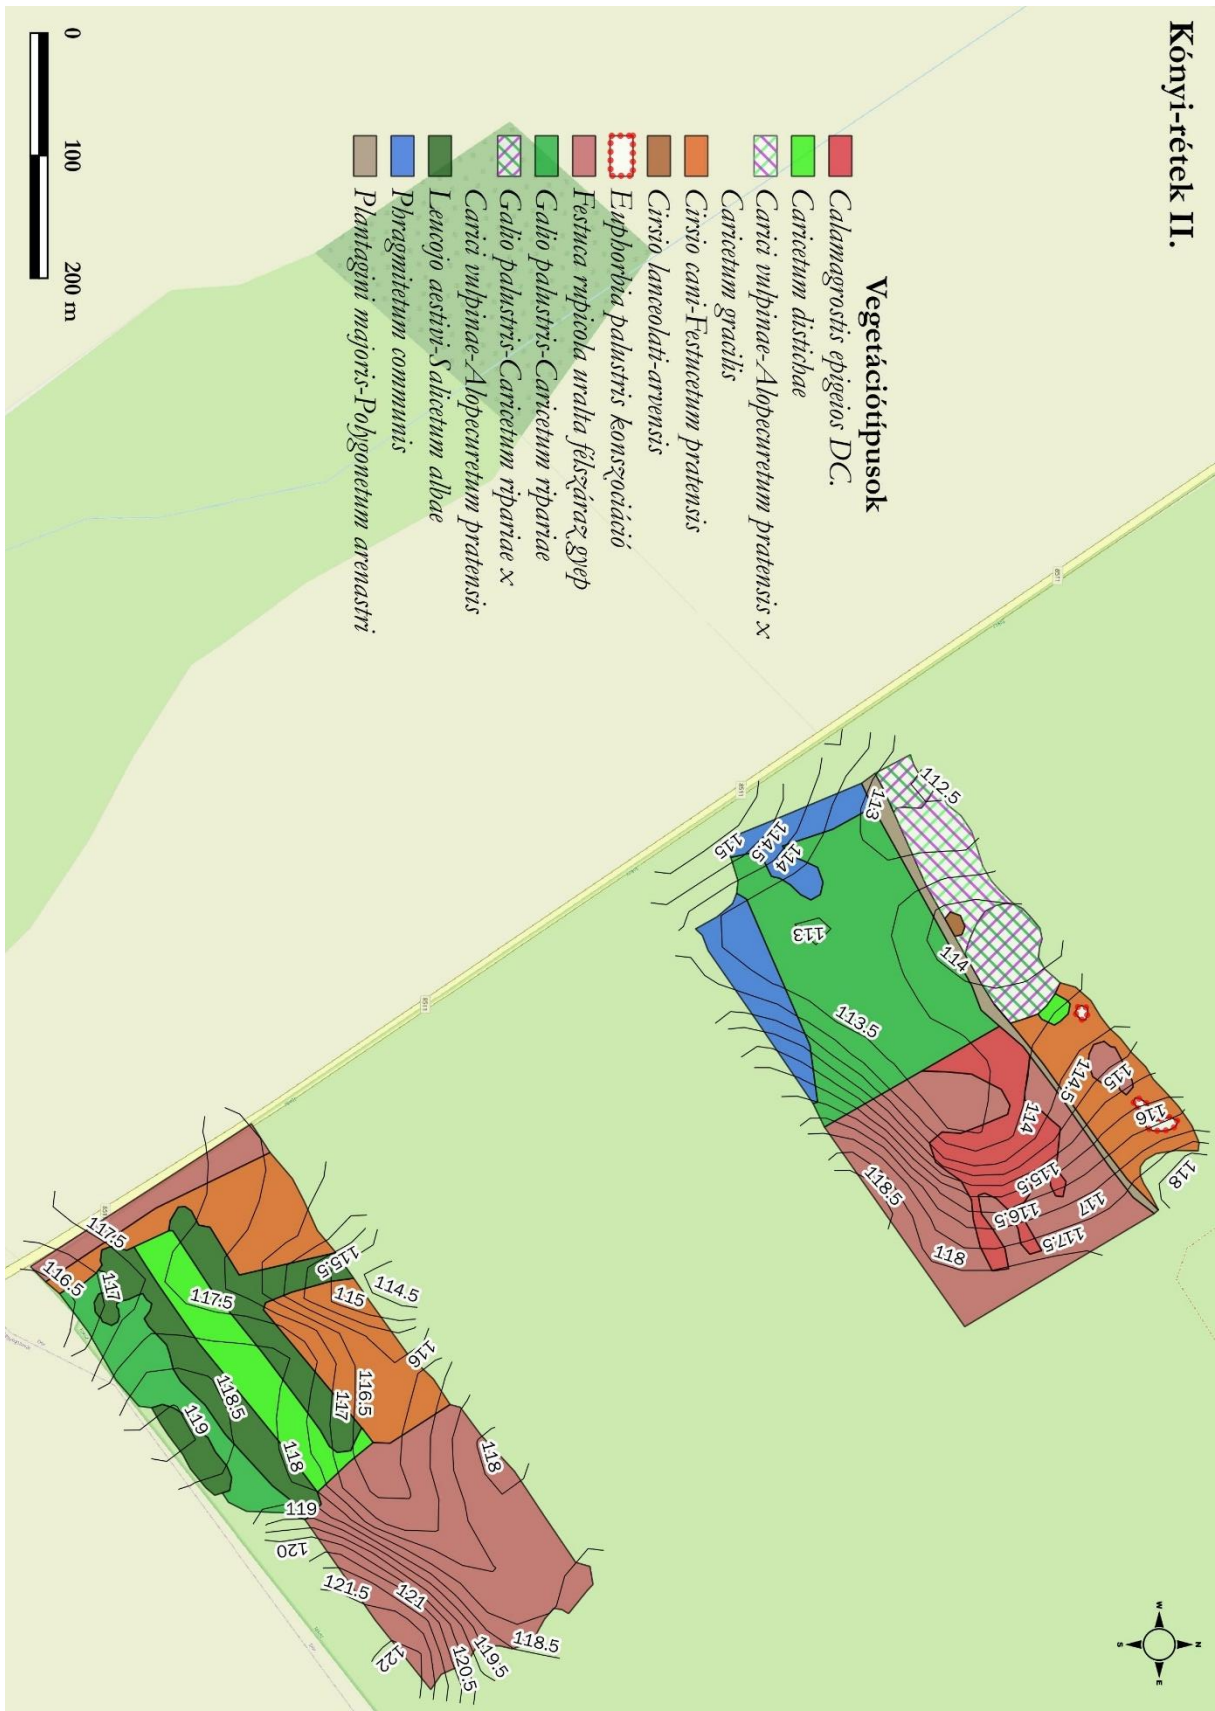 Kónyi-rétek II.
Vegetációtípusok
Calamagrostis epigeios DC.
Caricetum distichae
Carici vulpinae-Alopecuretum pratensis x
Caricetum gracilis
Cirsio cani-Festucetum pratensis
Cirsio lanceolati-arvensis
Euphorbia palustris konszociáció
Festuca rupicola uralta félszáraz gyep
Galio palustris-Caricetum ripariae
Galio palustris-Caricetum ripariae x
Carici vulpinae-Alopecuretum pratensis
Leucojo aestivi-Salicetum albae
Phragmitetum communis
Plantagini majoris-Polygonetum arenastri
0 100 200 m
8511
8511
8511
112.5
113
114
114.5
115
113
114
113.5
114.5
115
116
118
114
115.5
116.5
117
117.5
118
118.5
117.5
116.5
117
117.5
115.5
115
114.5
116
116.5
117
118
118.5
119
119
120
118
121
121.5
122
120.5
119.5
118.5
N
W
E
S